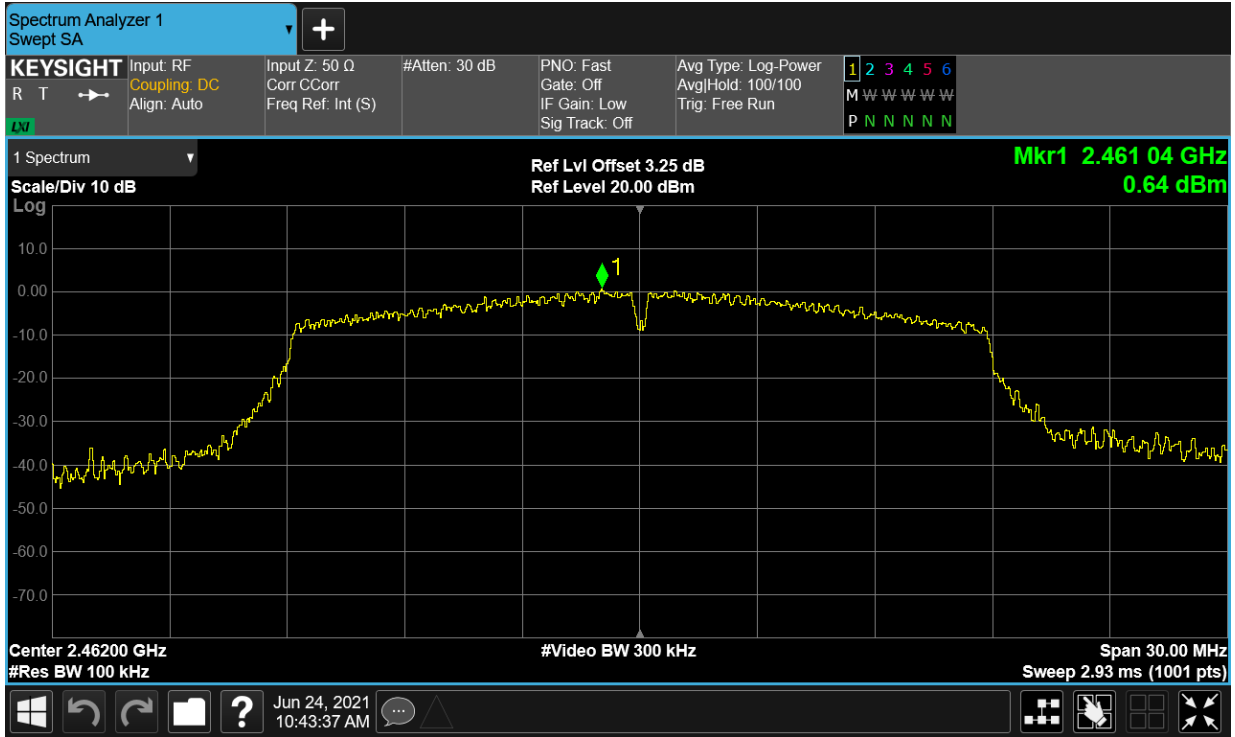 Spectrum Analyzer 1
Swept SA
KEYSIGHT
R T
LXI
Input: RF
Coupling: DC
Align: Auto
Input Z: 50 Ω
Corr CCorr
Freq Ref: Int (S)
#Atten: 30 dB
PNO: Fast
Gate: Off
IF Gain: Low
Sig Track: Off
Avg Type: Log-Power
Avg|Hold: 100/100
Trig: Free Run
1 2 3 4 5 6
M W W W W W
P N N N N N
1 Spectrum
Scale/Div 10 dB
Ref Lvl Offset 3.25 dB
Ref Level 20.00 dBm
Mkr1 2.461 04 GHz
0.64 dBm
Log
10.0
0.00
-10.0
-20.0
-30.0
-40.0
-50.0
-60.0
-70.0
1
Center 2.46200 GHz
#Res BW 100 kHz
#Video BW 300 kHz
Span 30.00 MHz
Sweep 2.93 ms (1001 pts)
?
Jun 24, 2021
10:43:37 AM